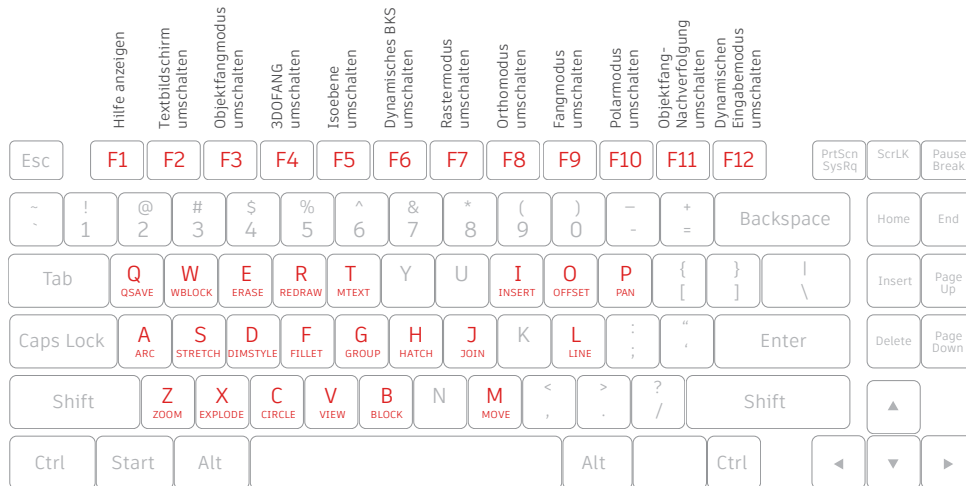 Hilfe anzeigen
Textbildschirm
umschalten
Objektfangmodus
umschalten
3DOFANG
umschalten
Isoebene
umschalten
Dynamisches BKS
umschalten
Rastermodus
umschalten
Orthomodus
umschalten
Fangmodus
umschalten
Polarmodus
umschalten
Objektfang-
Nachverfolgung
umschalten
Dynamischen
Eingabemodus
umschalten
Esc F1 F2 F3 F4 F5 F6 F7 F8 F9 F10 F11 F12 PrtScn ScrLK Pause
SysRq Break
~ ! @ # $ % ^ & * ( ) — +
` 1 2 3 4 5 6 7 8 9 0 - = Backspace Home End
Tab Q W E R T Y U I O P { } | Insert Page
QSAVE WBLOCK ERASE REDRAW MTEXT INSERT OFFSET PAN [ ] \ Up
Caps Lock A S D F G H J K L : “ Enter Delete Page
ARC STRETCH DIMSTYLE FILLET GROUP HATCH JOIN LINE ; ‘ Down
Shift Z X C V B N M < > ? Shift
ZOOM EXPLODE CIRCLE VIEW BLOCK MOVE , . /
Ctrl Start Alt Alt Ctrl